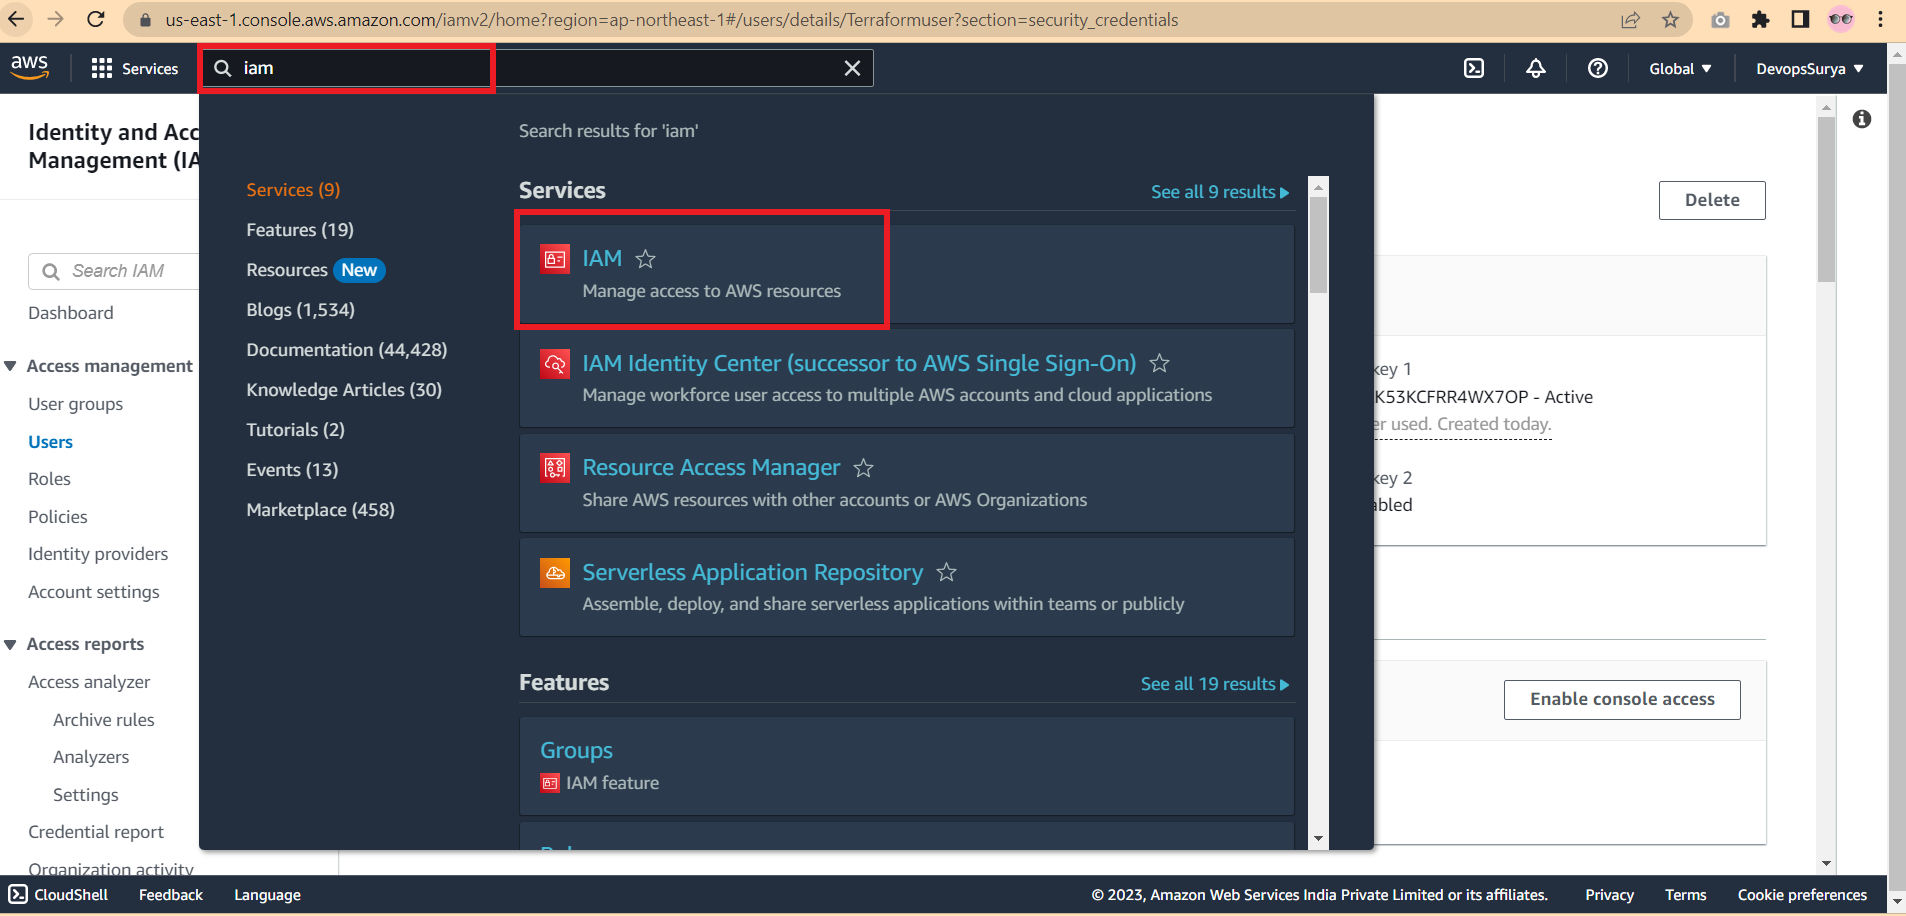 us-east-1.console.aws.amazon.com/iamv2/home?region=ap-northeast-1#/users/details/Terraformuser?section=security_credentials
aws
Services
iam
Global
DevopsSurya
Identity and Acc
Management (IA
Search IAM
Dashboard
Access management
User groups
Users
Roles
Policies
Identity providers
Account settings
Access reports
Access analyzer
Archive rules
Analyzers
Settings
Credential report
Organization activity
Search results for 'iam'
Services (9)
Features (19)
Resources New
Blogs (1,534)
Documentation (44,428)
Knowledge Articles (30)
Tutorials (2)
Events (13)
Marketplace (458)
Services
See all 9 results
IAM
Manage access to AWS resources
IAM Identity Center (successor to AWS Single Sign-On)
Manage workforce user access to multiple AWS accounts and cloud applications
Resource Access Manager
Share AWS resources with other accounts or AWS Organizations
Serverless Application Repository
Assemble, deploy, and share serverless applications within teams or publicly
Features
See all 19 results
Groups
IAM feature
Delete
key 1
K53KCFRR4WX7OP - Active
er used. Created today.
key 2
abled
Enable console access
CloudShell
Feedback
Language
© 2023, Amazon Web Services India Private Limited or its affiliates.
Privacy
Terms
Cookie preferences